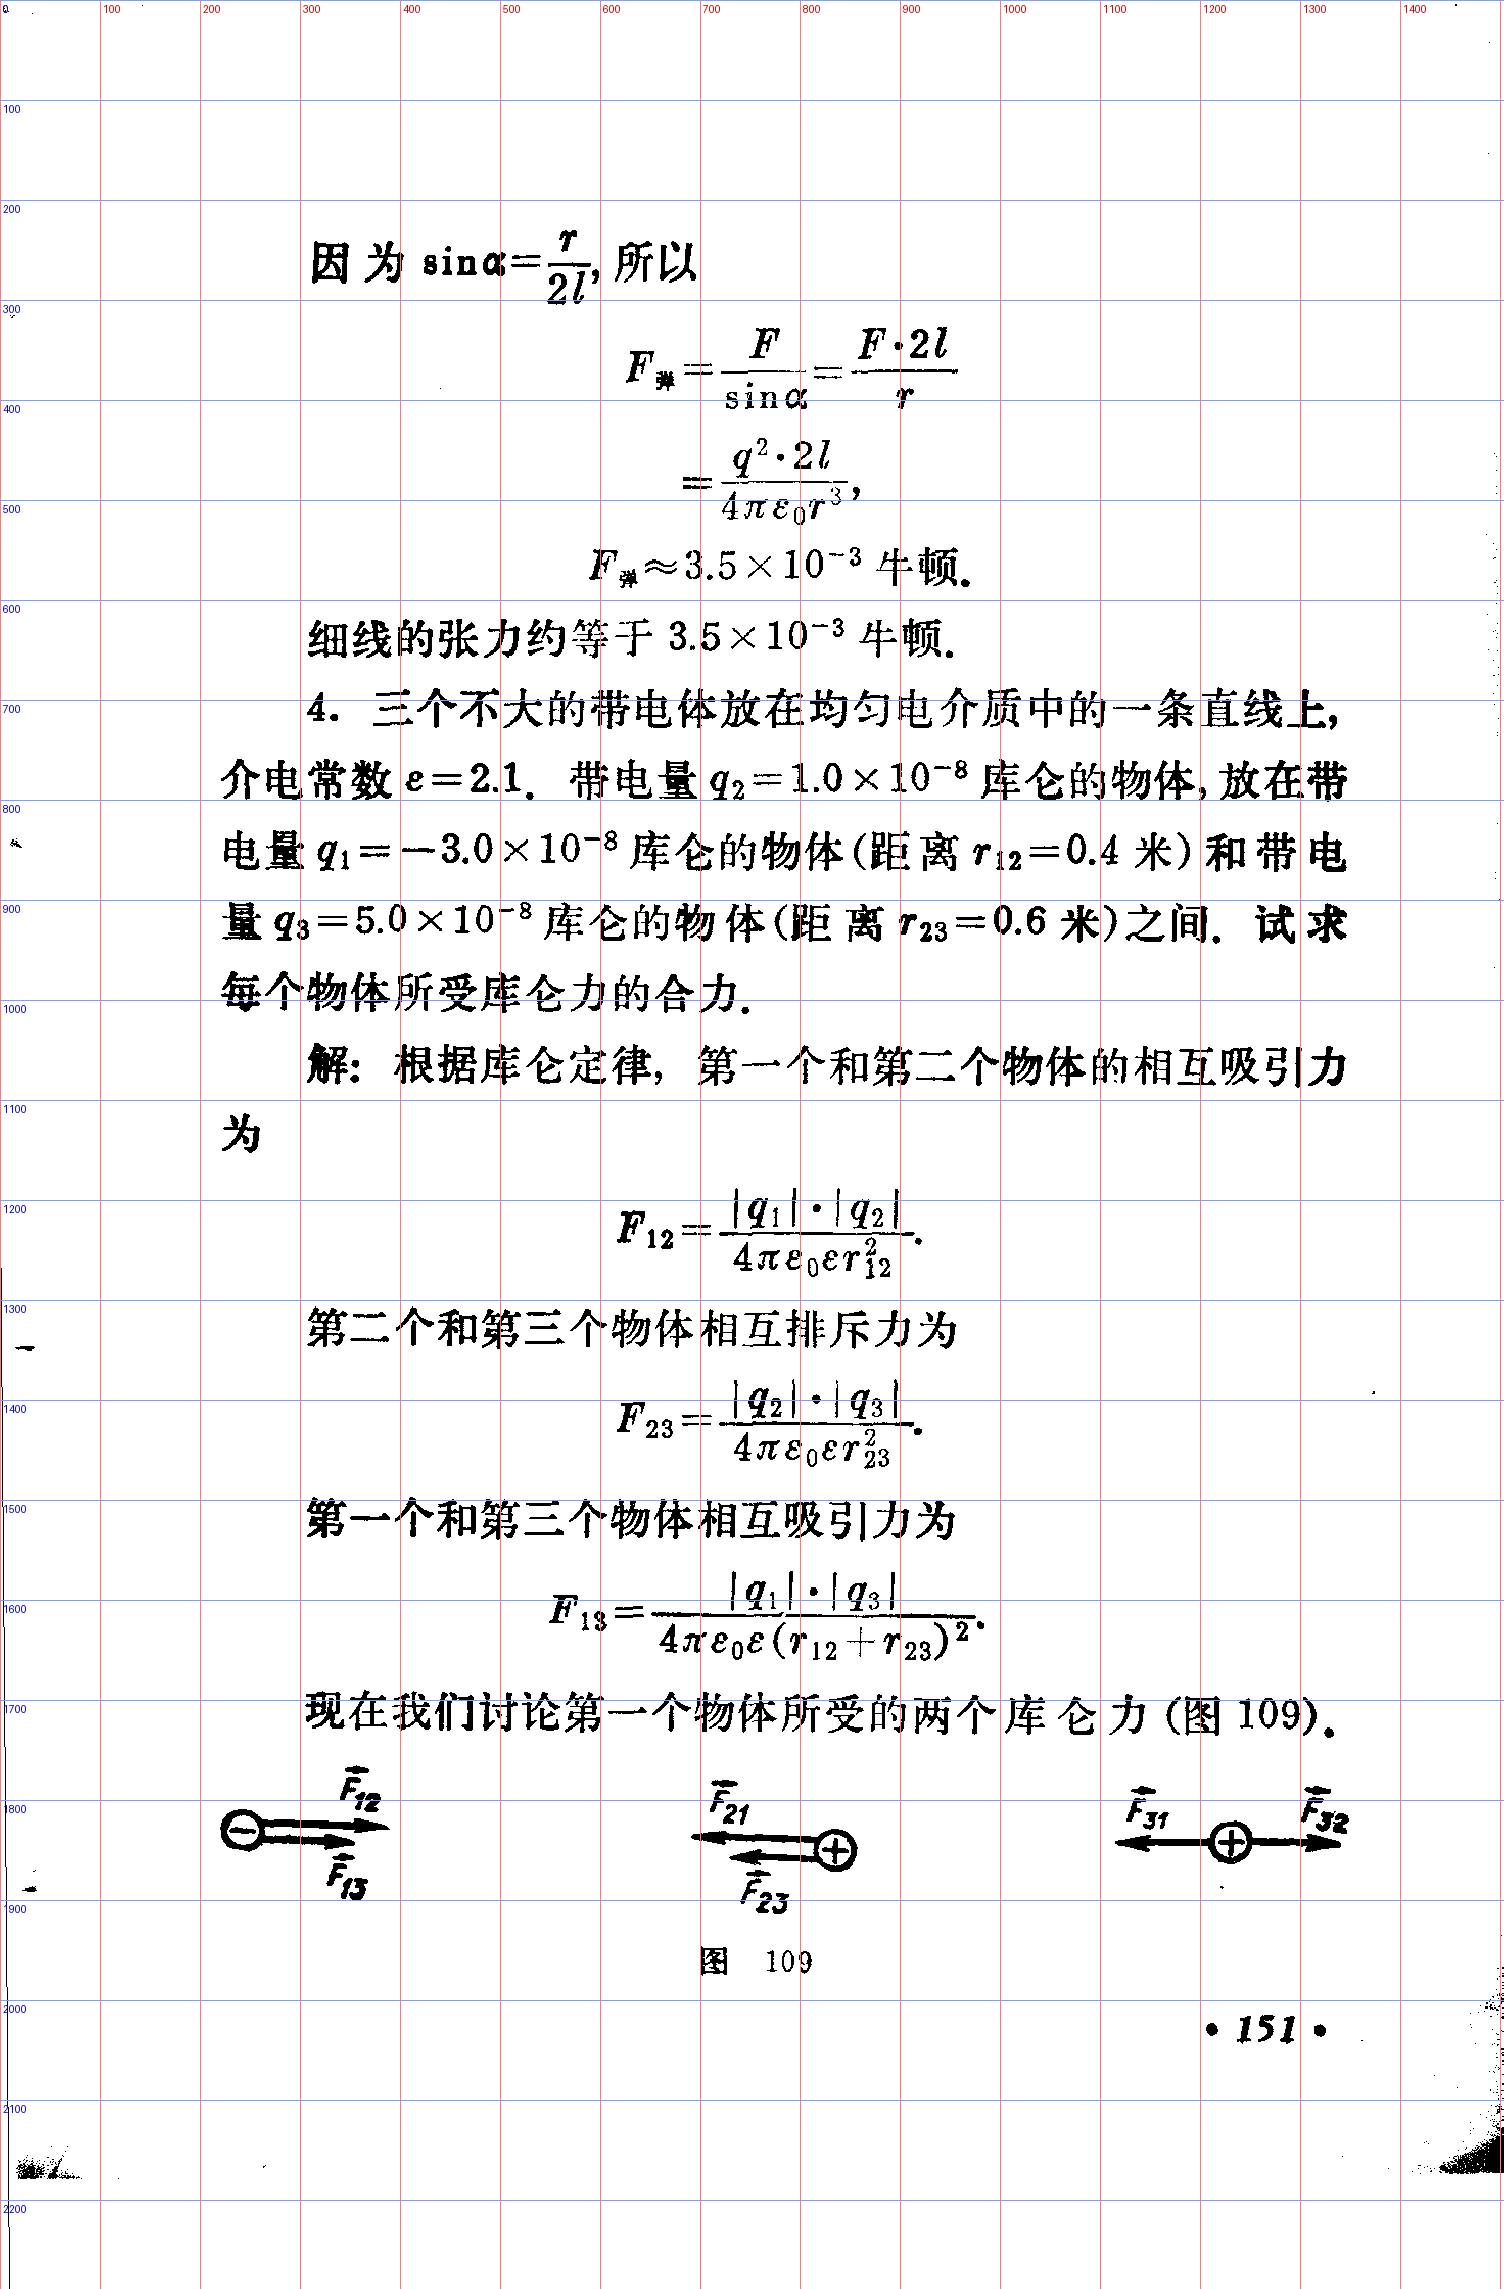 因为 sinα=r/2l, 所以
F弹=F/sinα=F·2l/r
=q²·2l/4πε₀r³,
F弹≈3.5×10⁻³ 牛顿.
细线的张力约等于 3.5×10⁻³ 牛顿.
4. 三个不大的带电体放在均匀电介质中的一条直线上,
介电常数 e=2.1. 带电量 q₂=1.0×10⁻⁸ 库仑的物体, 放在带
电量 q₁=-3.0×10⁻⁸ 库仑的物体(距离 r₁₂=0.4 米)和带电
量 q₃=5.0×10⁻⁸ 库仑的物体(距离 r₂₃=0.6 米)之间. 试求
每个物体所受库仑力的合力.
解: 根据库仑定律, 第一个和第二个物体的相互吸引力
为
F₁₂=|q₁|·|q₂|/4πε₀εr₁₂².
第二个和第三个物体相互排斥力为
F₂₃=|q₂|·|q₃|/4πε₀εr₂₃².
第一个和第三个物体相互吸引力为
F₁₃=|q₁|·|q₃|/4πε₀ε(r₁₂+r₂₃)².
现在我们讨论第一个物体所受的两个库仑力 (图 109).
F₁₂ F₂₁ F₃₁ F₃₂
F₁₃ F₂₃
图 109
• 151 •